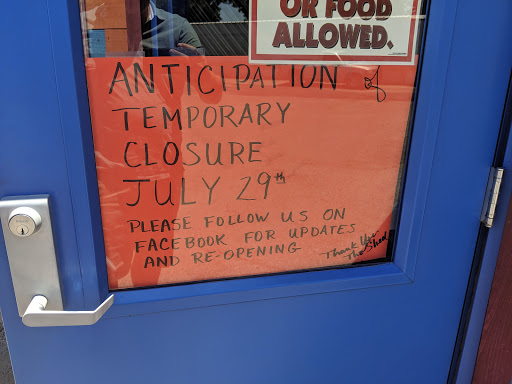 OR FOOD
ALLOWED.
ANTICIPATION of
TEMPORARY
CLOSURE
JULY 29th
PLEASE FOLLOW US ON
FACEBOOK FOR UPDATES
AND RE-OPENING
Thank You
The Shed